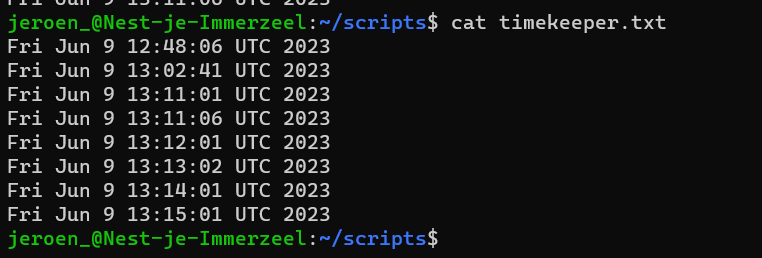 jeroen_@Nest-je-Immerzeel:~/scripts$ cat timekeeper.txt
Fri Jun 9 12:48:06 UTC 2023
Fri Jun 9 13:02:41 UTC 2023
Fri Jun 9 13:11:01 UTC 2023
Fri Jun 9 13:11:06 UTC 2023
Fri Jun 9 13:12:01 UTC 2023
Fri Jun 9 13:13:02 UTC 2023
Fri Jun 9 13:14:01 UTC 2023
Fri Jun 9 13:15:01 UTC 2023
jeroen_@Nest-je-Immerzeel:~/scripts$